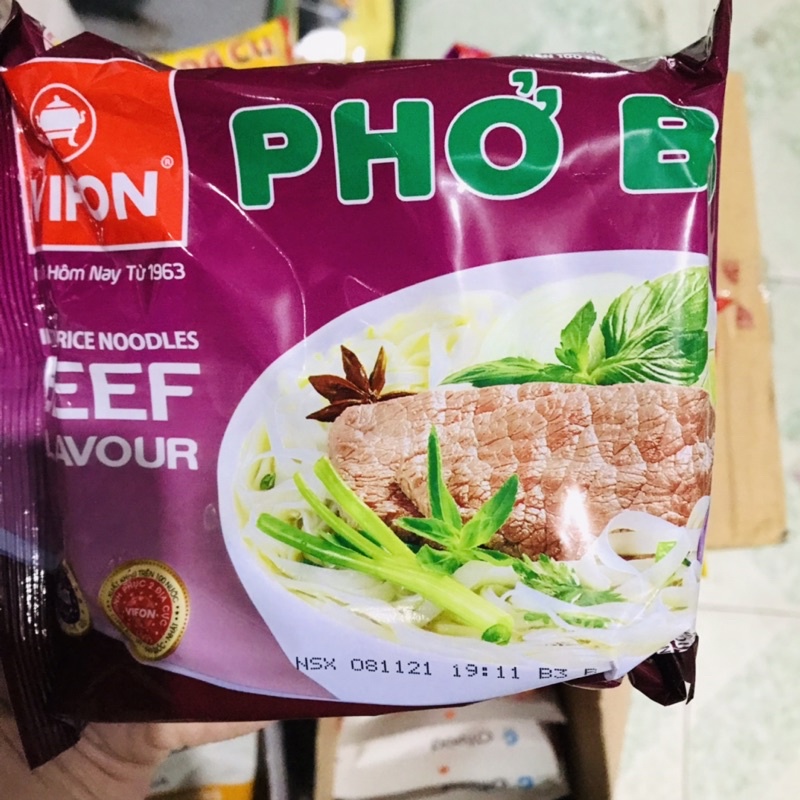 VIFON®
PHỞ B
Hôm Nay Từ 1963
RICE NOODLES
EEF
LAVOUR
VIFON
NSX 081121 19:11 B3